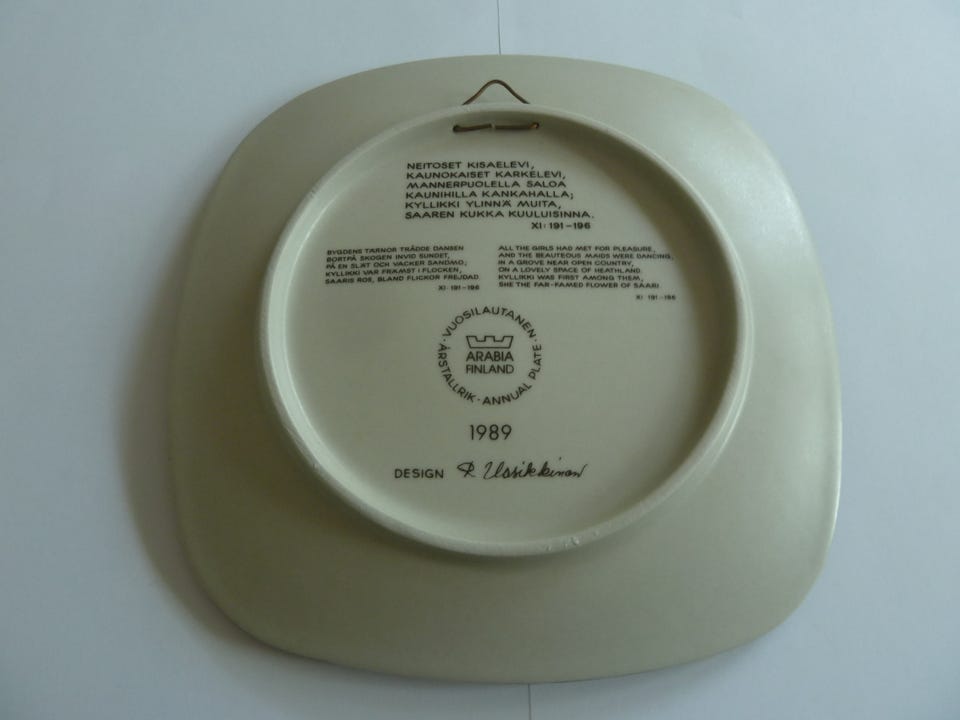 NEITOSET KISAELEVI,
KAUNOKAISET KARKELEVI,
MANNERPUOLELLA SALOA
KAUNIHILLA KANKAHALLA;
KYLLIKKI YLINNÄ MUITA,
SAAREN KUKKA KUULUISINNA.
XI:191-196
BYGDENS TÄRNOR TRÅDDE DANSEN
BORTPÅ SKOGEN INVID SUNDET,
PÅ EN SLÄT OCH VACKER SANDMO;
KYLLIKKI VAR FRÄMST I FLOCKEN,
SAARIS ROS, BLAND FLICKOR FREJDAD.
XI:191-196
ALL THE GIRLS HAD MET FOR PLEASURE,
AND THE BEAUTEOUS MAIDS WERE DANCING,
IN A GROVE NEAR OPEN COUNTRY,
ON A LOVELY SPACE OF HEATHLAND.
KYLLIKKI WAS FIRST AMONG THEM,
SHE THE FAR-FAMED FLOWER OF SAARI.
XI:191-196
·VUOSILAUTANEN·
ARABIA
FINLAND
ÅRSTALLRIK·ANNUAL PLATE
1989
DESIGN R Uosikkinen